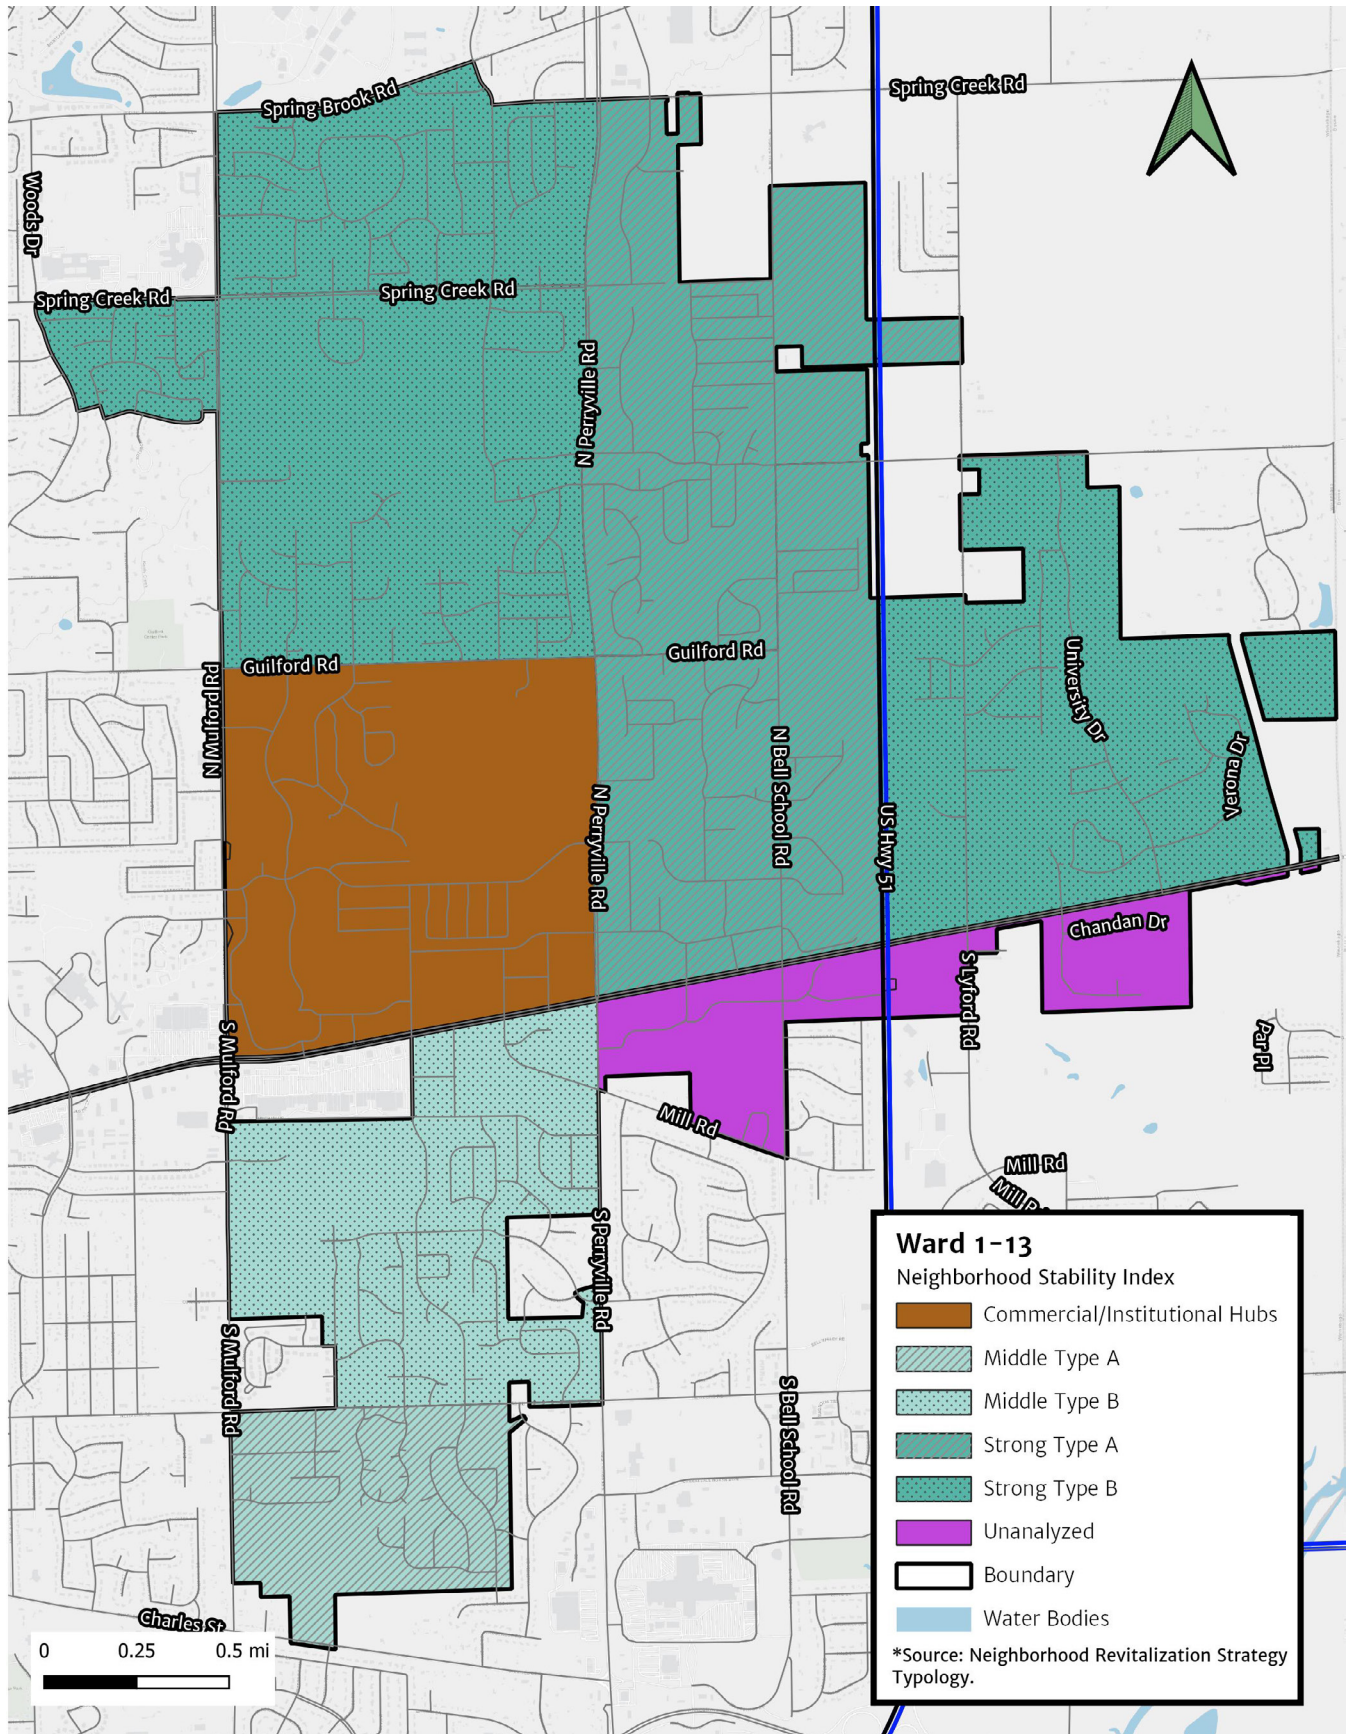 Spring Creek Rd
Spring Brook Rd
Woods Dr
Spring Creek Rd
Spring Creek Rd
N Perryville Rd
Guilford Rd
Guilford Rd
University Dr
N Mulford Rd
N Bell School Rd
Verona Dr
N Perryville Rd
US Hwy 51
Chandan Dr
S Lyford Rd
S Mulford Rd
Par Pl
Mill Rd
Mill Rd
Mill Rd
S Perryville Rd
S Mulford Rd
S Bell School Rd
Charles St
0 0.25 0.5 mi
Ward 1-13
Neighborhood Stability Index
Commercial/Institutional Hubs
Middle Type A
Middle Type B
Strong Type A
Strong Type B
Unanalyzed
Boundary
Water Bodies
*Source: Neighborhood Revitalization Strategy
Typology.